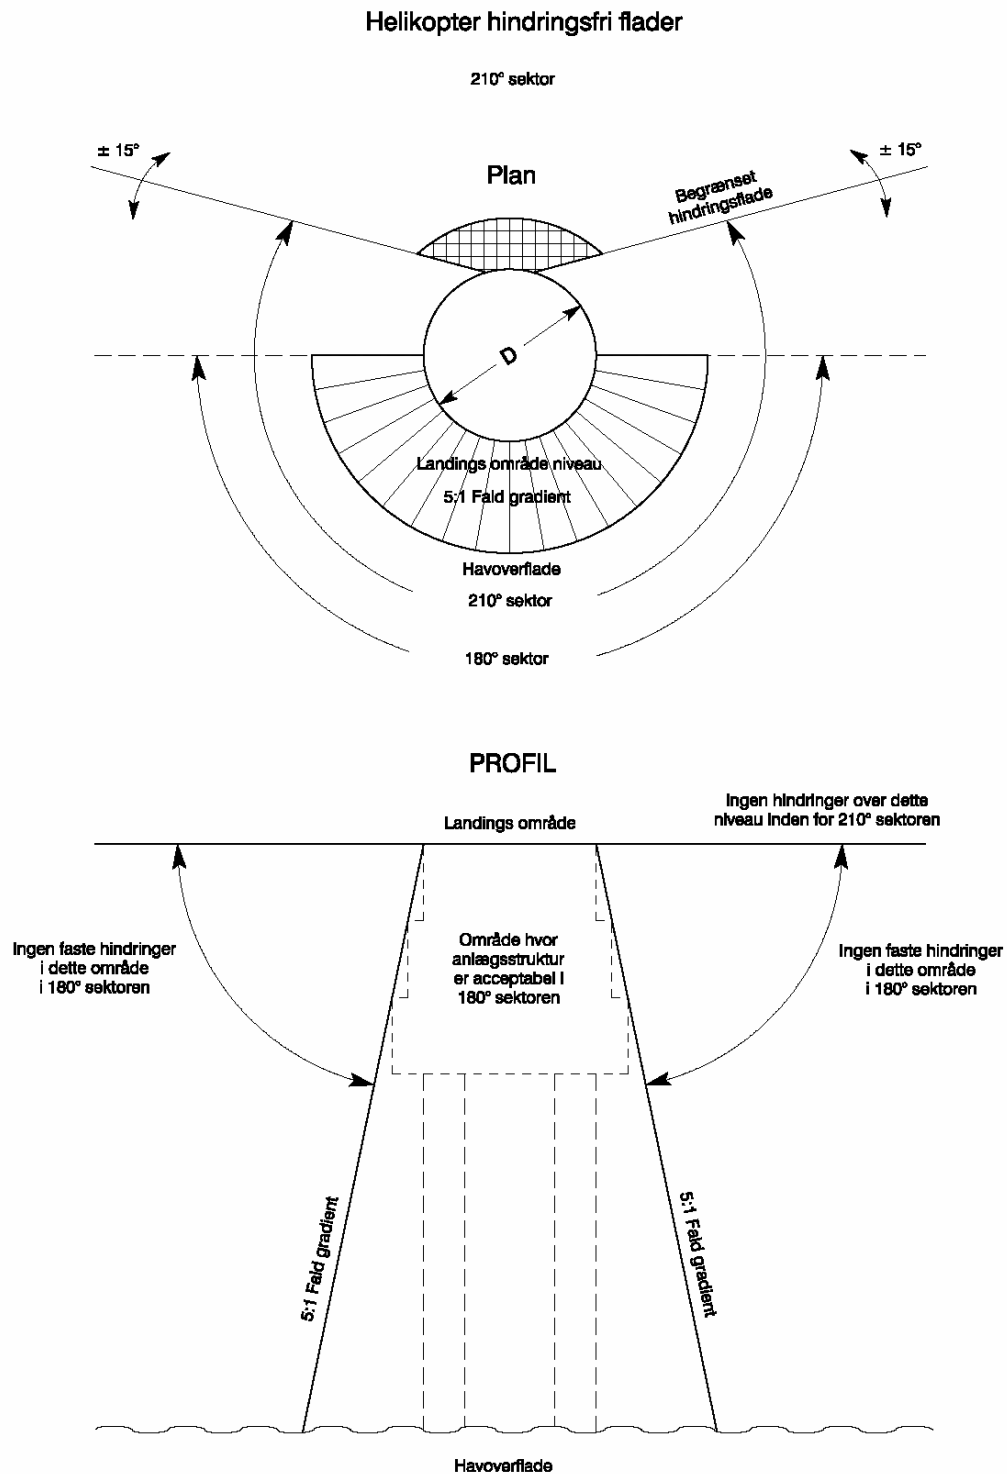 Helikopter hindringsfri flader
210° sektor
± 15°
± 15°
Plan
Begrænset
hindringsflade
D
Landings område niveau
5:1 Fald gradient
Havoverflade
210° sektor
180° sektor
PROFIL
Ingen hindringer over dette
niveau inden for 210° sektoren
Landings område
Ingen faste hindringer
i dette område
i 180° sektoren
Område hvor
anlægsstruktur
er acceptabel i
180° sektoren
Ingen faste hindringer
i dette område
i 180° sektoren
5:1 Fald gradient
5:1 Fald gradient
Havoverflade